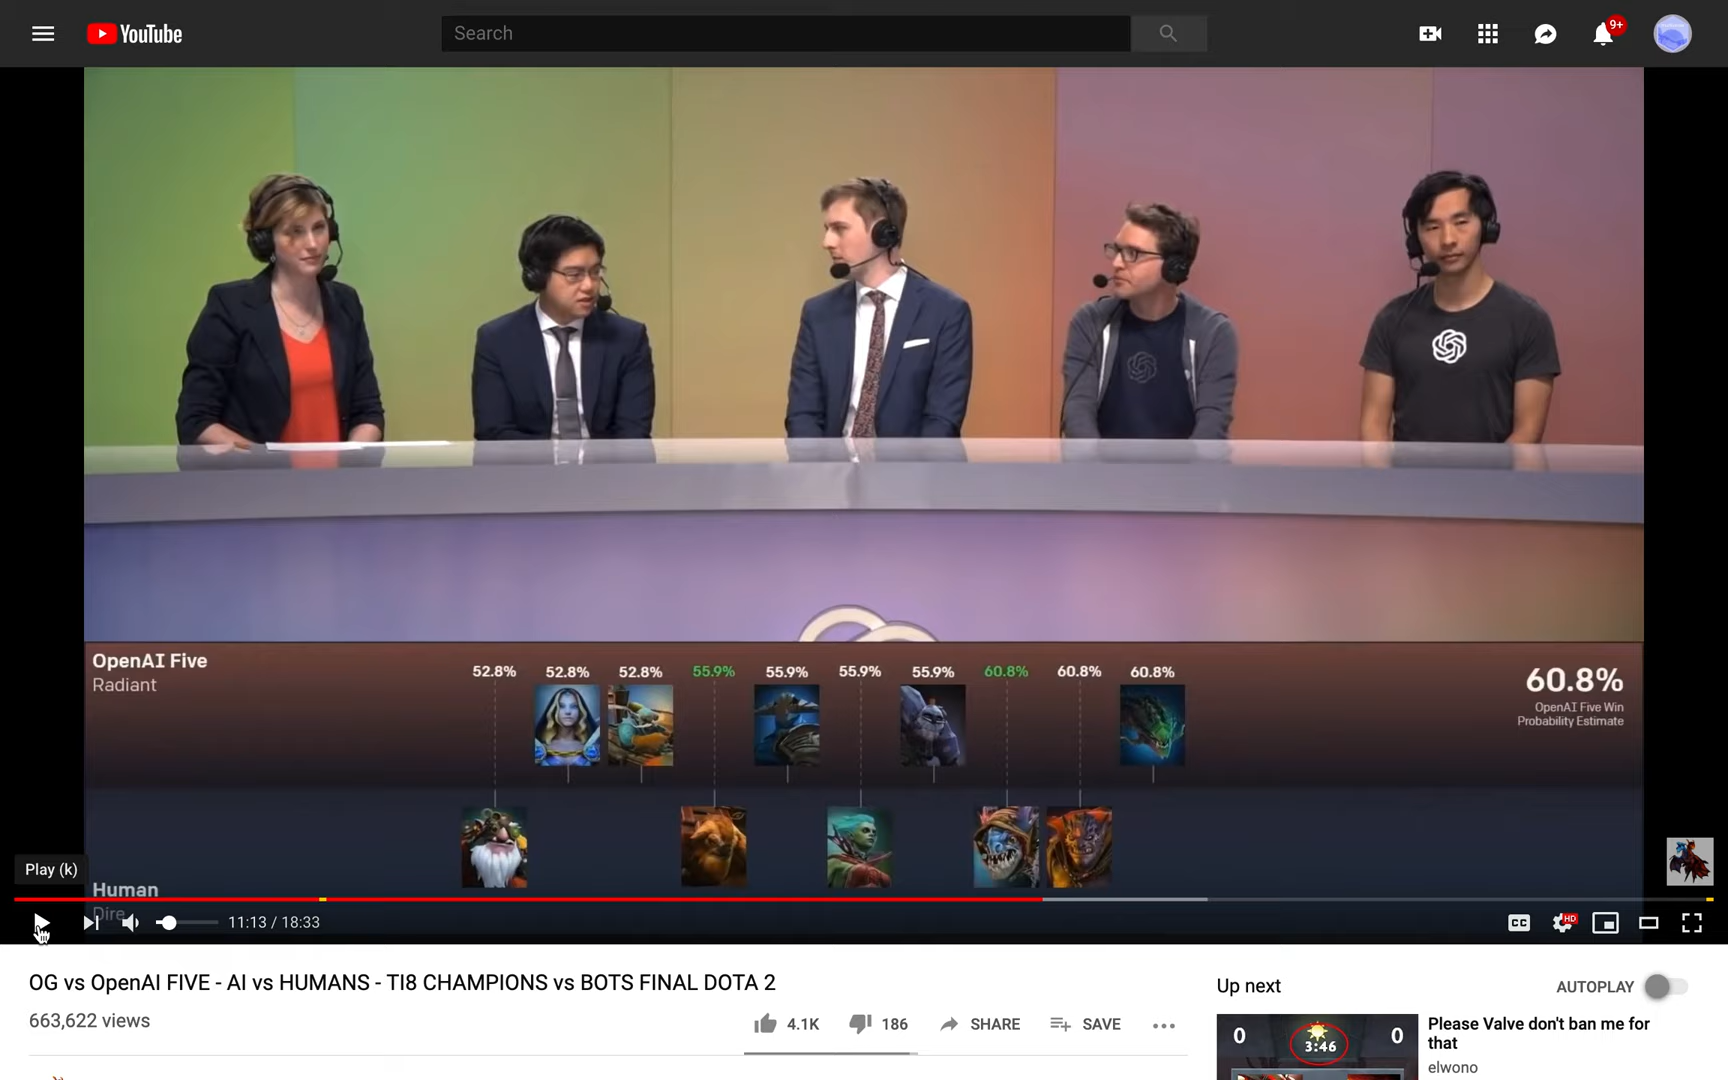 YouTube
Search
9+
OpenAI Five
Radiant
52.8%
52.8%
52.8%
55.9%
55.9%
55.9%
55.9%
60.8%
60.8%
60.8%
60.8%
OpenAI Five Win
Probability Estimate
Play (k)
Human
Dire
11:13 / 18:33
CC
HD
OG vs OpenAI FIVE - AI vs HUMANS - TI8 CHAMPIONS vs BOTS FINAL DOTA 2
663,622 views
4.1K
186
SHARE
SAVE
Up next
AUTOPLAY
0
3:46
0
Please Valve don't ban me for
that
elwono